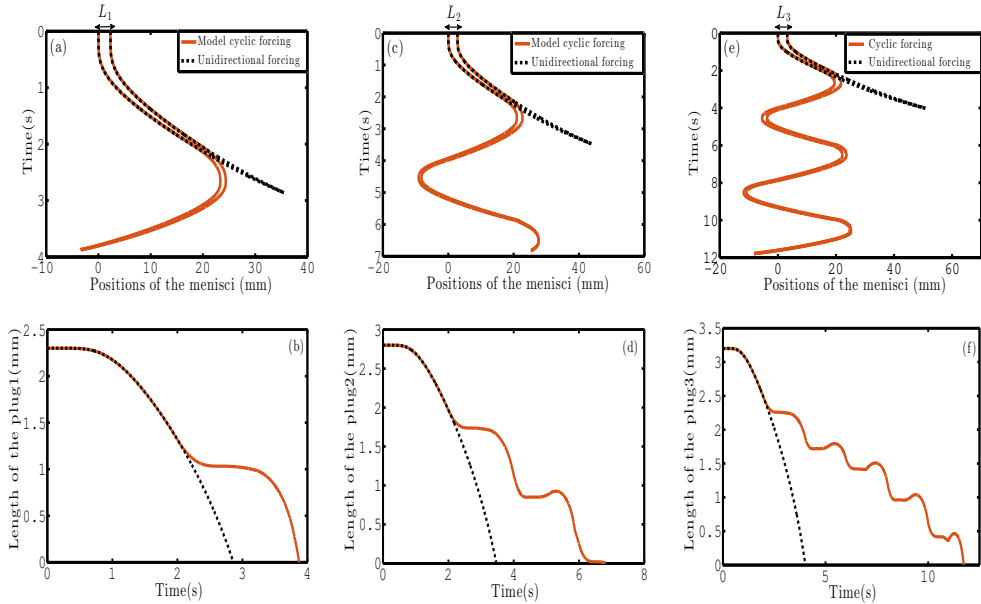 L1
L2
L3
(a)
Model cyclic forcing
Unidirectional forcing
0
1
2
3
4
Time(s)
−10
0
10
20
30
40
Positions of the menisci (mm)
(c)
Model cyclic forcing
Unidirectional forcing
0
1
2
3
4
5
6
7
Time(s)
−20
0
20
40
60
Positions of the menisci (mm)
(e)
Cyclic forcing
Unidirectional forcing
0
2
4
6
8
10
12
Time(s)
−20
0
20
40
60
Positions of the menisci (mm)
(b)
2.5
2
1.5
1
0.5
0
Length of the plug1(mm)
0
1
2
3
4
Time(s)
(d)
3
2.5
2
1.5
1
0.5
0
Length of the plug2(mm)
0
2
4
6
8
Time(s)
(f)
3.5
3
2.5
2
1.5
1
0.5
0
Length of the plug3(mm)
0
5
10
Time(s)